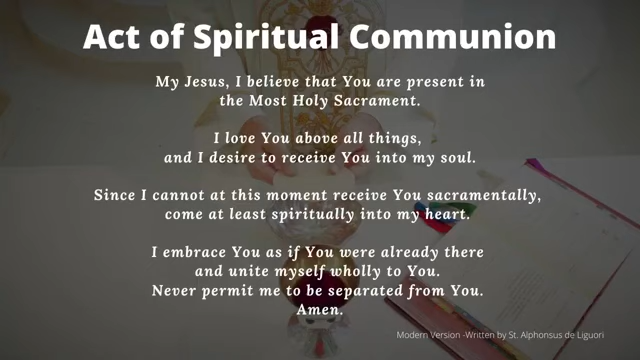 Act of Spiritual Communion
My Jesus, I believe that You are present in
the Most Holy Sacrament.
I love You above all things,
and I desire to receive You into my soul.
Since I cannot at this moment receive You sacramentally,
come at least spiritually into my heart.
I embrace You as if You were already there
and unite myself wholly to You.
Never permit me to be separated from You.
Amen.
Modern Version -Written by St. Alphonsus de Liguori